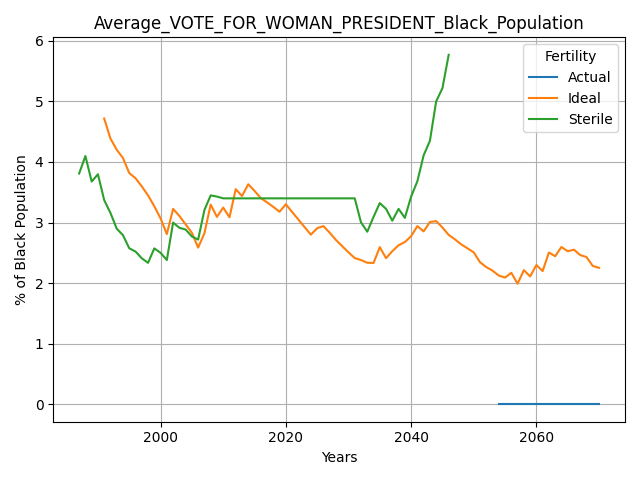 Average_VOTE_FOR_WOMAN_PRESIDENT_Black_Population
6
5
4
3
2
1
0
% of Black Population
Fertility
Actual
Ideal
Sterile
2000
2020
2040
2060
Years